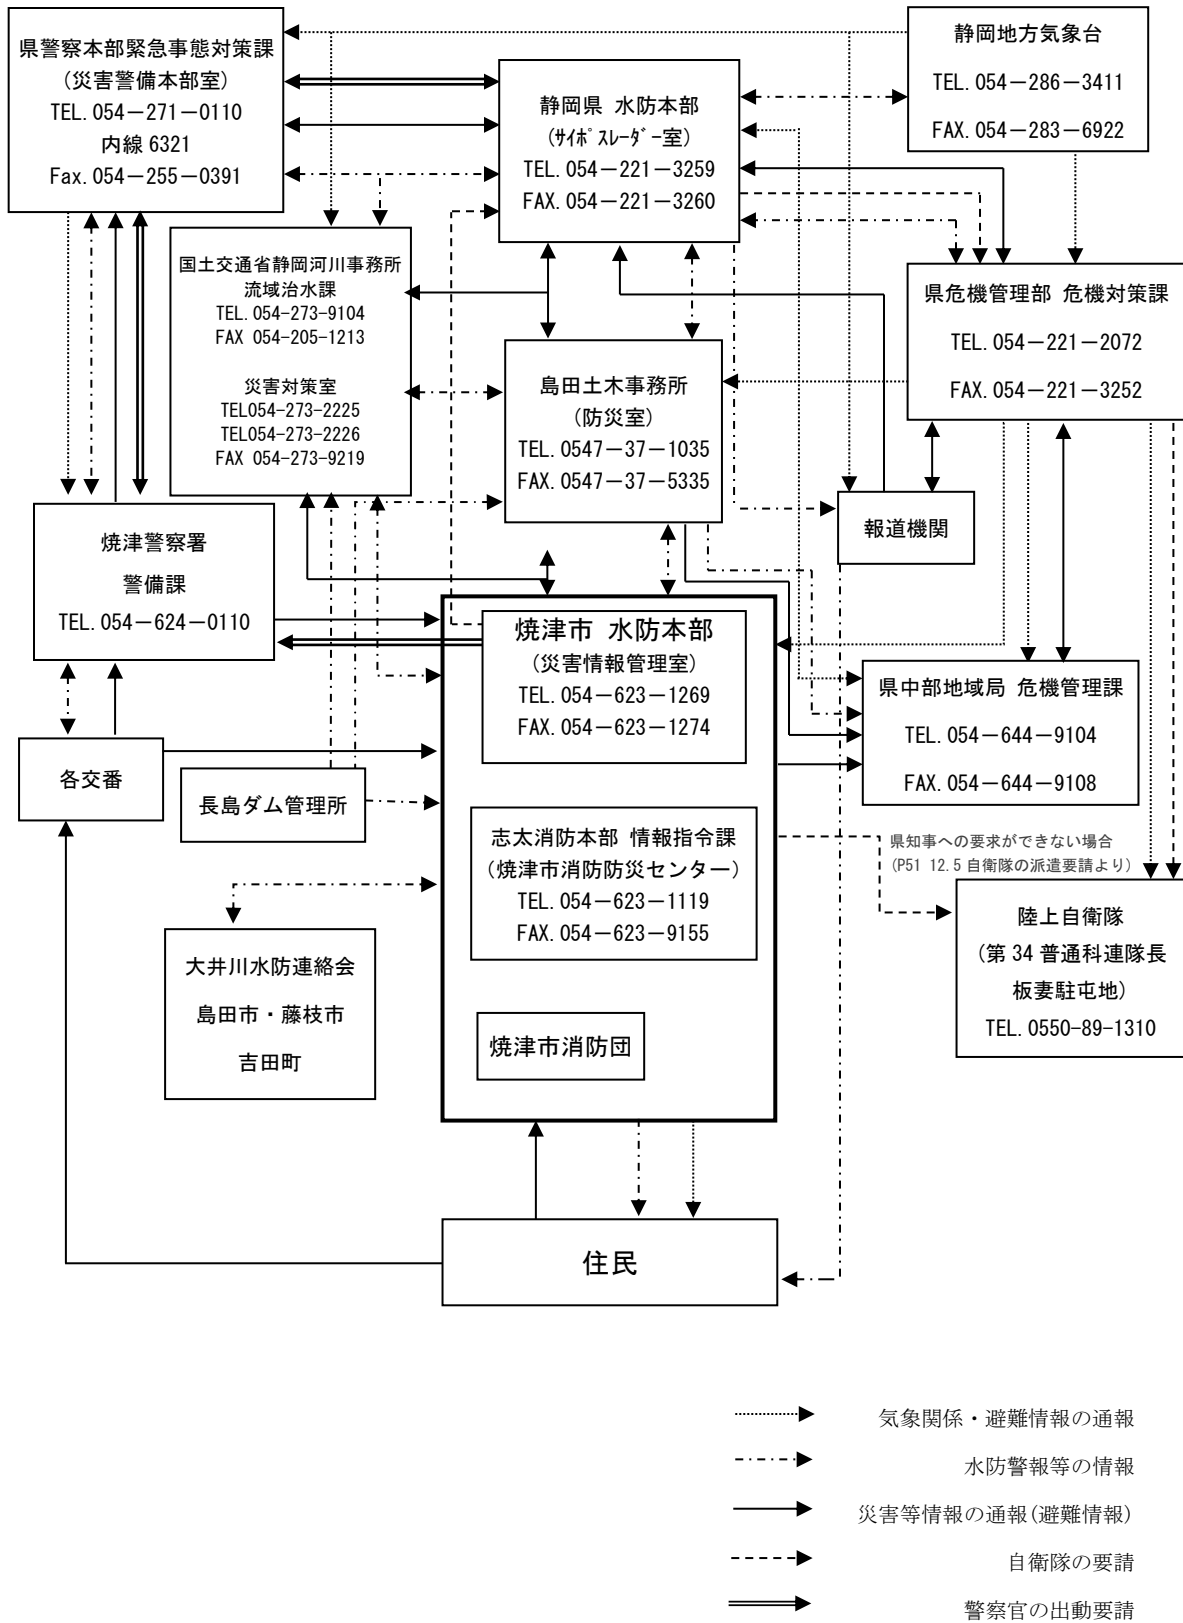 県警察本部緊急事態対策課
(災害警備本部室)
TEL.054－271－0110
内線 6321
Fax.054－255－0391
静岡県 水防本部
(ｻｲﾎﾟｽﾚｰﾀﾞｰ室)
TEL.054－221－3259
FAX.054－221－3260
静岡地方気象台
TEL.054－286－3411
FAX.054－283－6922
国土交通省静岡河川事務所
流域治水課
TEL.054-273-9104
FAX 054-205-1213
災害対策室
TEL054-273-2225
TEL054-273-2226
FAX 054-273-9219
島田土木事務所
(防災室)
TEL.0547－37－1035
FAX.0547－37－5335
県危機管理部 危機対策課
TEL.054－221－2072
FAX.054－221－3252
報道機関
焼津警察署
警備課
TEL.054－624－0110
焼津市 水防本部
(災害情報管理室)
TEL.054－623－1269
FAX.054－623－1274
県中部地域局 危機管理課
TEL.054－644－9104
FAX.054－644－9108
各交番
長島ダム管理所
志太消防本部 情報指令課
(焼津市消防防災センター)
TEL.054－623－1119
FAX.054－623－9155
県知事への要求ができない場合
(P51 12.5 自衛隊の派遣要請より)
陸上自衛隊
(第 34 普通科連隊長
板妻駐屯地)
TEL.0550-89-1310
大井川水防連絡会
島田市・藤枝市
吉田町
焼津市消防団
住民
気象関係・避難情報の通報
水防警報等の情報
災害等情報の通報(避難情報)
自衛隊の要請
警察官の出動要請